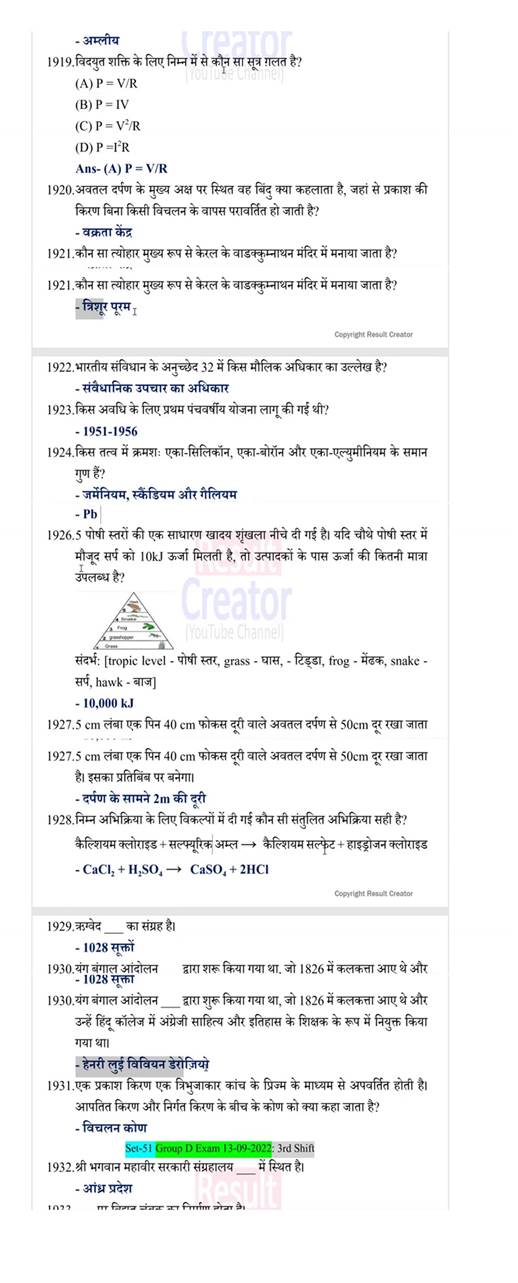 - अम्लीय
Creator
(YouTube Channel)
1919.विद्युत शक्ति के लिए निम्न में से कौन सा सूत्र ग़लत है?
(A) P = V/R
(B) P = IV
(C) P = V²/R
(D) P =I²R
Ans- (A) P = V/R
1920.अवतल दर्पण के मुख्य अक्ष पर स्थित वह बिंदु क्या कहलाता है, जहां से प्रकाश की
किरण बिना किसी विचलन के वापस परावर्तित हो जाती है?
- वक्रता केंद्र
1921.कौन सा त्योहार मुख्य रूप से केरल के वाडक्कुम्नाथन मंदिर में मनाया जाता है?
1921.कौन सा त्योहार मुख्य रूप से केरल के वाडक्कुम्नाथन मंदिर में मनाया जाता है?
- त्रिशूर पूरम
Copyright Result Creator
1922.भारतीय संविधान के अनुच्छेद 32 में किस मौलिक अधिकार का उल्लेख है?
- संवैधानिक उपचार का अधिकार
1923.किस अवधि के लिए प्रथम पंचवर्षीय योजना लागू की गई थी?
- 1951-1956
1924.किस तत्व में क्रमशः एका-सिलिकॉन, एका-बोरॉन और एका-एल्युमीनियम के समान
गुण हैं?
- जर्मेनियम, स्कैंडियम और गैलियम
- Pb
1926.5 पोषी स्तरों की एक साधारण खादय शृंखला नीचे दी गई है। यदि चौथे पोषी स्तर में
मौजूद सर्प को 10kJ ऊर्जा मिलती है, तो उत्पादकों के पास ऊर्जा की कितनी मात्रा
उपलब्ध है?
Result
Creator
(YouTube Channel)
Snake
Frog
grasshopper
Grass
संदर्भ: [tropic level - पोषी स्तर, grass - घास, - टिड्डा, frog - मेंढक, snake -
सर्प, hawk - बाज]
- 10,000 kJ
1927.5 cm लंबा एक पिन 40 cm फोकस दूरी वाले अवतल दर्पण से 50cm दूर रखा जाता
1927.5 cm लंबा एक पिन 40 cm फोकस दूरी वाले अवतल दर्पण से 50cm दूर रखा जाता
है। इसका प्रतिबिंब पर बनेगा।
- दर्पण के सामने 2m की दूरी
1928.निम्न अभिक्रिया के लिए विकल्पों में दी गई कौन सी संतुलित अभिक्रिया सही है?
कैल्शियम क्लोराइड + सल्फ्यूरिक अम्ल → कैल्शियम सल्फेट + हाइड्रोजन क्लोराइड
- CaCl₂ + H₂SO₄ → CaSO₄ + 2HCl
Copyright Result Creator
1929.ऋग्वेद ___ का संग्रह है।
- 1028 सूक्तों
1930.यंग बंगाल आंदोलन द्वारा शुरू किया गया था, जो 1826 में कलकत्ता आए थे और
- 1028 सूक्तों
1930.यंग बंगाल आंदोलन ___ द्वारा शुरू किया गया था, जो 1826 में कलकत्ता आए थे और
उन्हें हिंदू कॉलेज में अंग्रेजी साहित्य और इतिहास के शिक्षक के रूप में नियुक्त किया
गया था।
- हेनरी लुई विवियन डेरोज़ियो
1931.एक प्रकाश किरण एक त्रिभुजाकार कांच के प्रिज्म के माध्यम से अपवर्तित होती है।
आपतित किरण और निर्गत किरण के बीच के कोण को क्या कहा जाता है?
- विचलन कोण
Set-51 Group D Exam 13-09-2022: 3rd Shift
1932.श्री भगवान महावीर सरकारी संग्रहालय ___ में स्थित है।
- आंध्र प्रदेश
Result